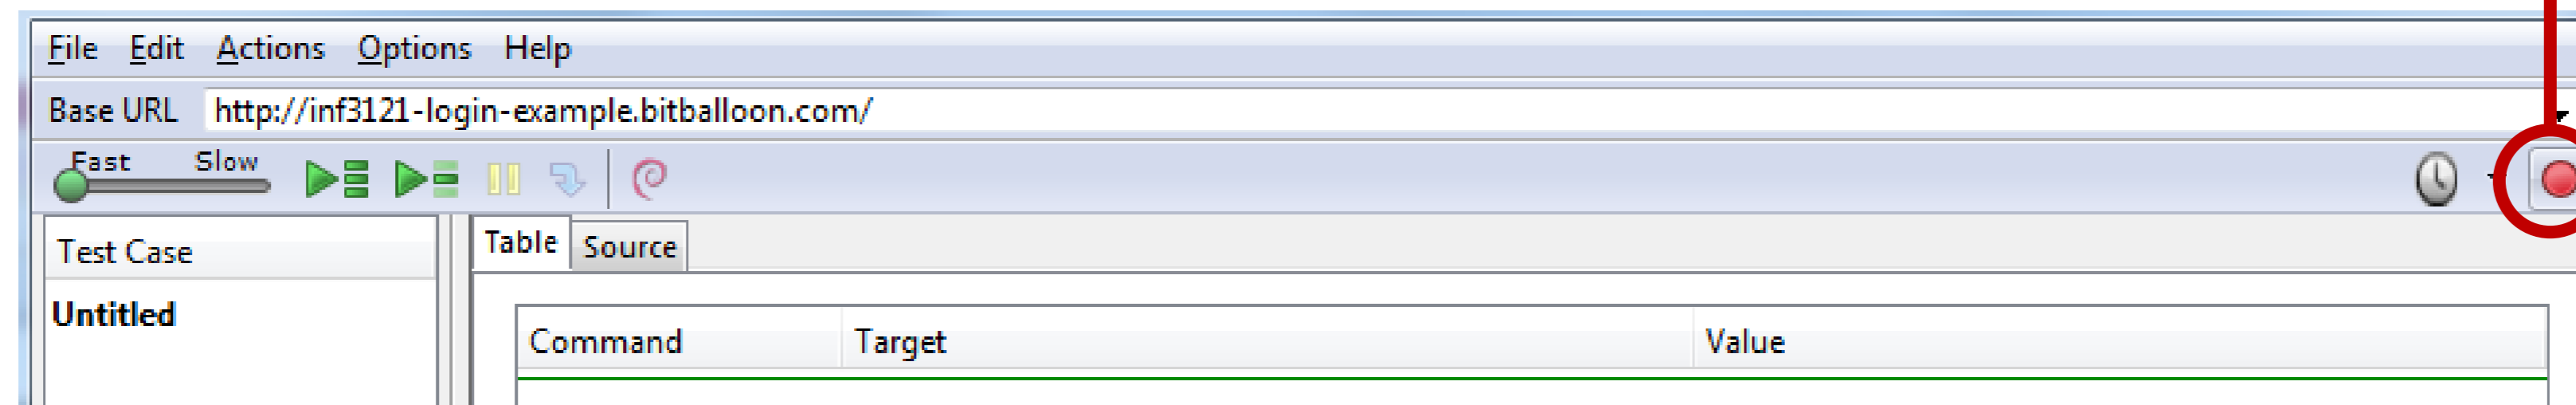 File Edit Actions Options Help
Base URL http://inf3121-login-example.bitballoon.com/
Fast Slow
Test Case
Table Source
Untitled
Command Target Value